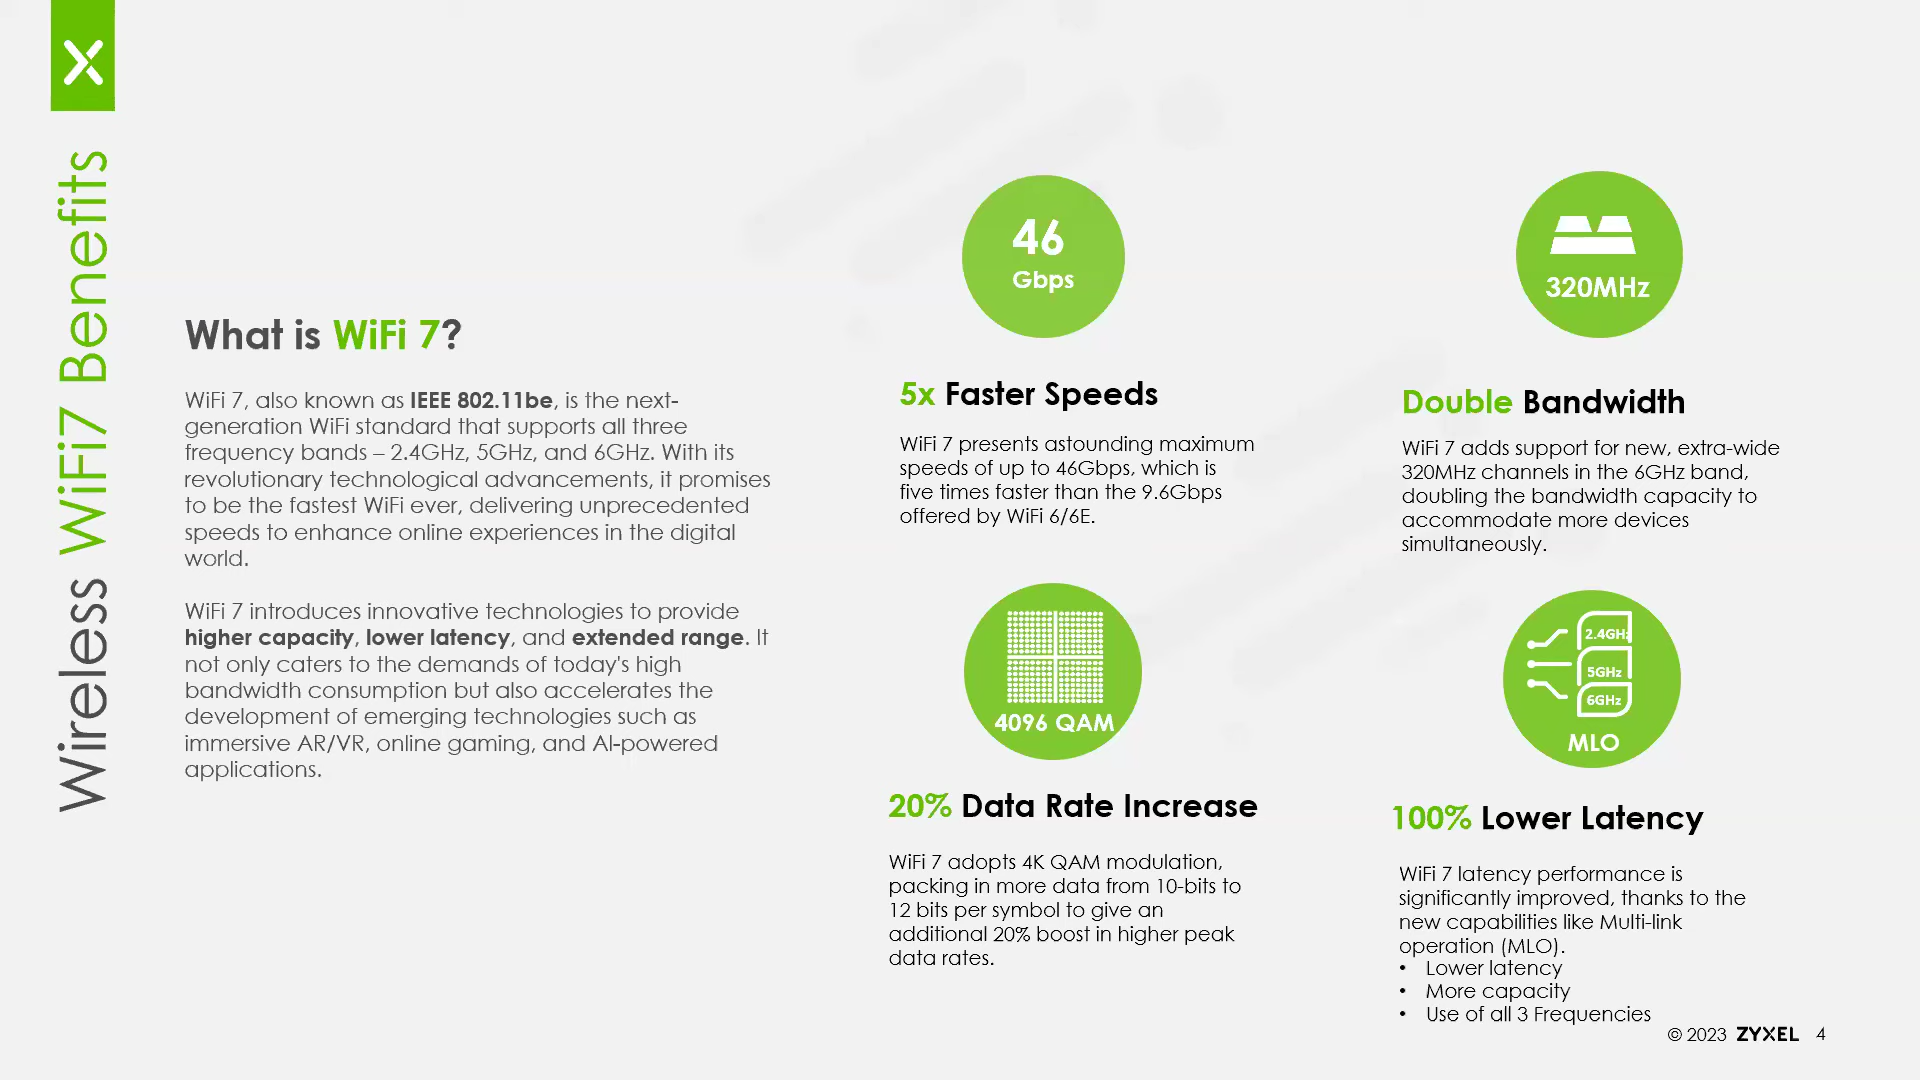 Wireless WiFi7 Benefits
What is WiFi 7?
WiFi 7, also known as IEEE 802.11be, is the next-
generation WiFi standard that supports all three
frequency bands – 2.4GHz, 5GHz, and 6GHz. With its
revolutionary technological advancements, it promises
to be the fastest WiFi ever, delivering unprecedented
speeds to enhance online experiences in the digital
world.
WiFi 7 introduces innovative technologies to provide
higher capacity, lower latency, and extended range. It
not only caters to the demands of today's high
bandwidth consumption but also accelerates the
development of emerging technologies such as
immersive AR/VR, online gaming, and AI-powered
applications.
46
Gbps
5x Faster Speeds
WiFi 7 presents astounding maximum
speeds of up to 46Gbps, which is
five times faster than the 9.6Gbps
offered by WiFi 6/6E.
320MHz
Double Bandwidth
WiFi 7 adds support for new, extra-wide
320MHz channels in the 6GHz band,
doubling the bandwidth capacity to
accommodate more devices
simultaneously.
4096 QAM
20% Data Rate Increase
WiFi 7 adopts 4K QAM modulation,
packing in more data from 10-bits to
12 bits per symbol to give an
additional 20% boost in higher peak
data rates.
2.4GHz
5GHz
6GHz
MLO
100% Lower Latency
WiFi 7 latency performance is
significantly improved, thanks to the
new capabilities like Multi-link
operation (MLO).
• Lower latency
• More capacity
• Use of all 3 Frequencies
© 2023 ZYXEL 4